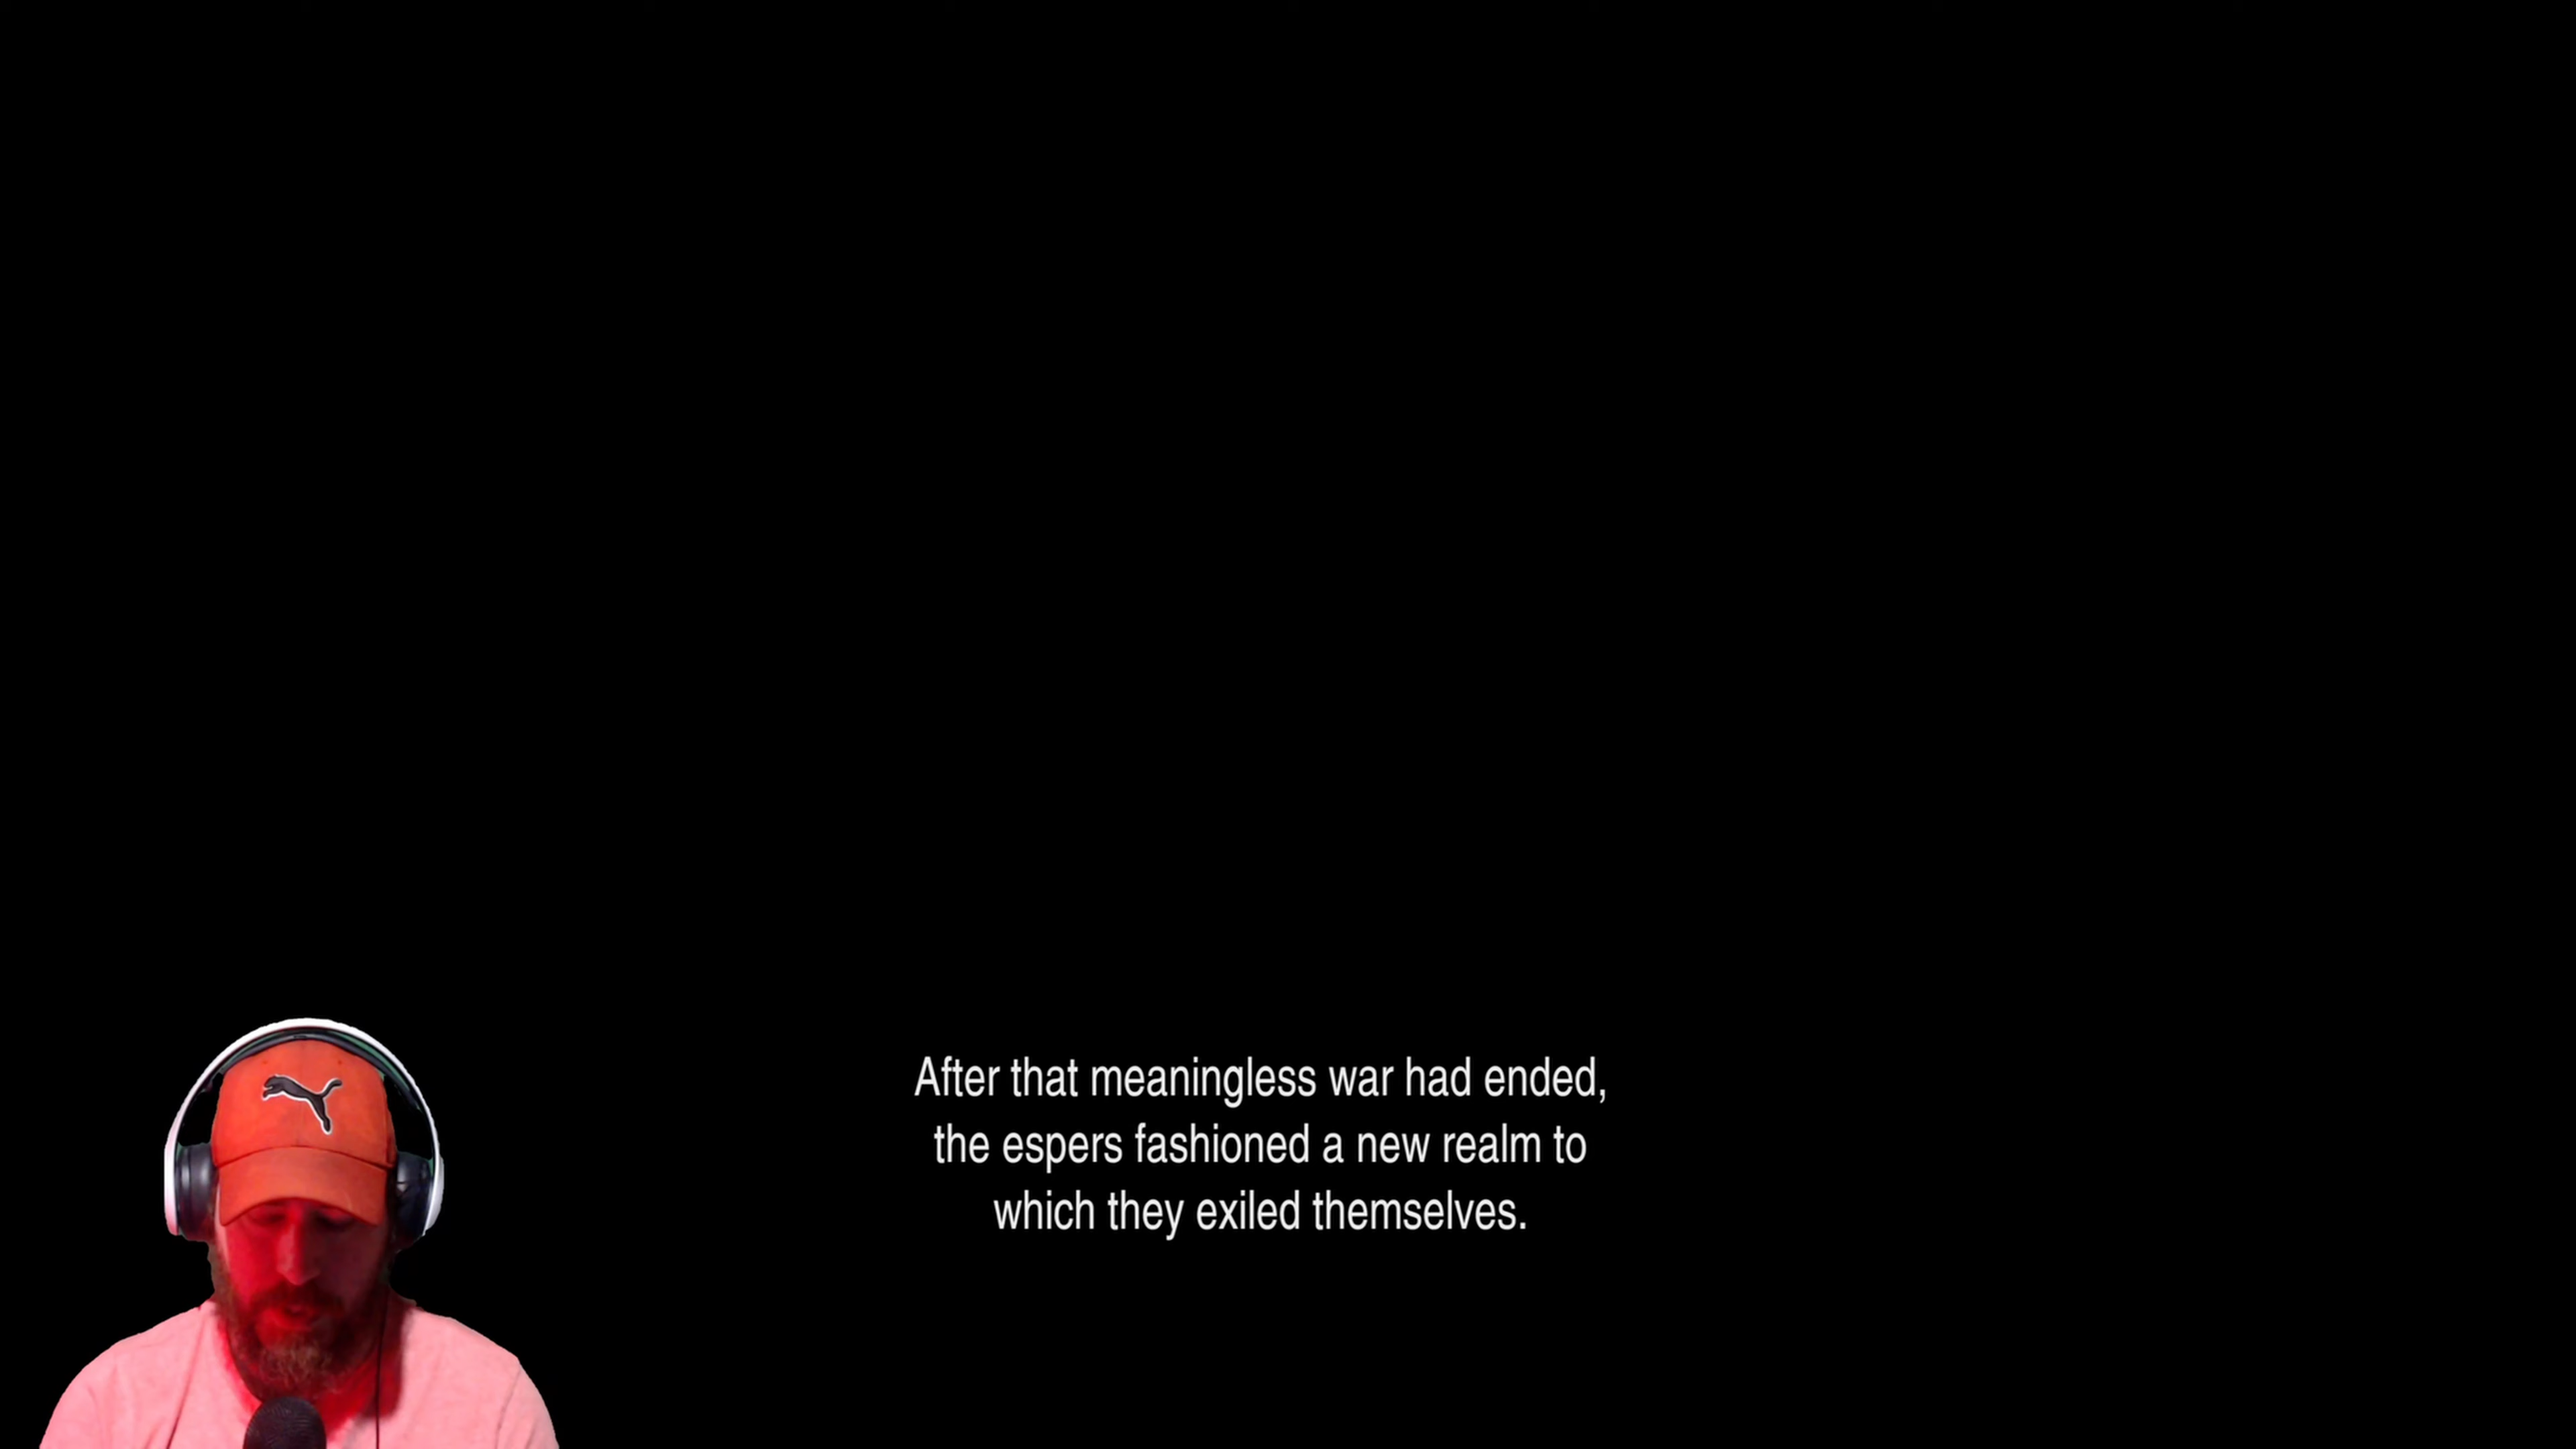 After that meaningless war had ended,
the espers fashioned a new realm to
which they exiled themselves.